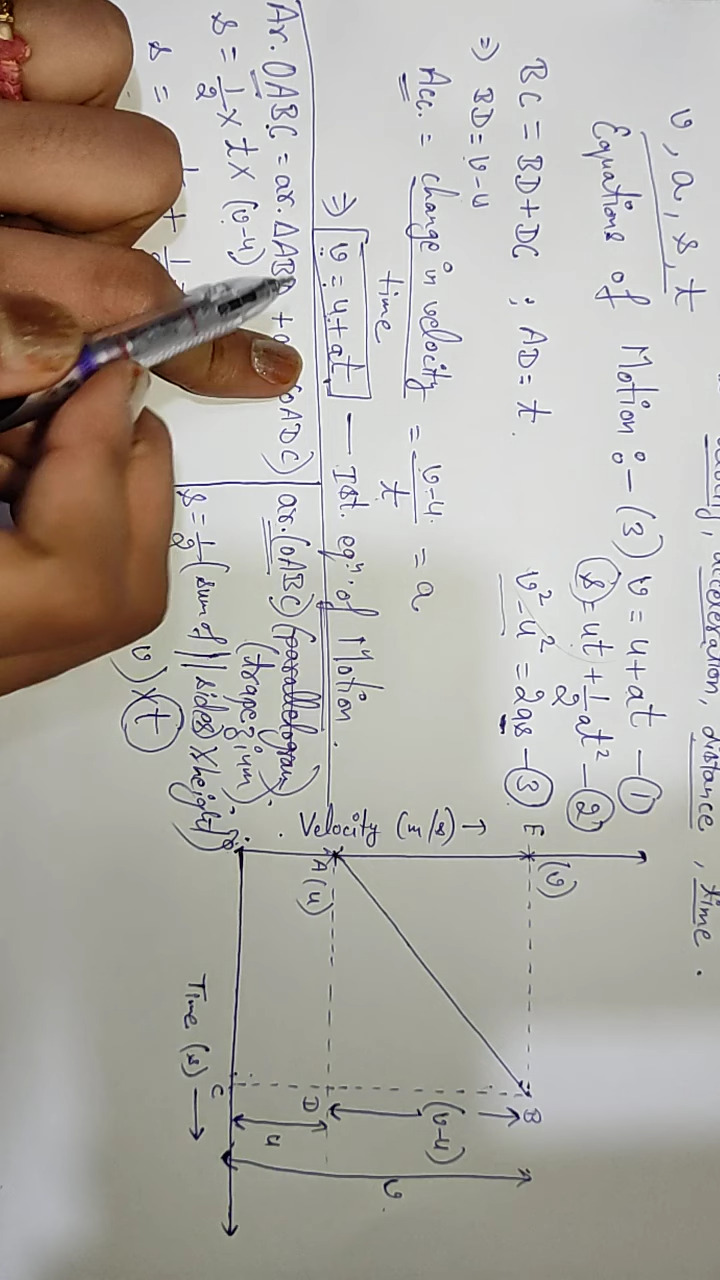 acceleration, distance, time.
v, a, s, t
Equations of Motion :- (3) v = u + at - ①
s = ut + 1/2 at² - ②
v² - u² = 2as - ③
BC = BD + DC ; AD = t.
⇒ BD = v-u
Acc. = change in velocity / time = v-u / t = a
⇒ v = u + at — Ist. eqⁿ. of Motion.
Ar. OABC = ar. ΔABD + OADC)
s = 1/2 × t × (v-u)
s =
ar. (OABC) (parallelogram)
(trapezium).
s = 1/2 (sum of || sides × height)
v) × t
Velocity (m/s) →
E
(v)
A (u)
B
(v-u)
D
u
v
C
Time (s) →